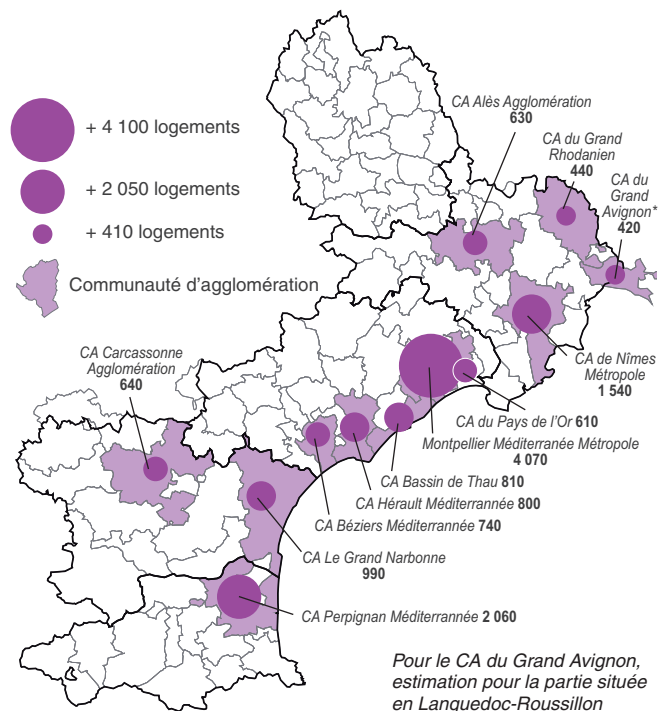 + 4 100 logements
+ 2 050 logements
+ 410 logements
Communauté d'agglomération
CA Alès Agglomération
630
CA du Grand
Rhodanien
440
CA du
Grand
Avignon*
420
CA de Nîmes
Métropole
1 540
CA Carcassonne
Agglomération
640
CA du Pays de l'Or 610
Montpellier Méditerranée Métropole
4 070
CA Bassin de Thau 810
CA Hérault Méditerrannée 800
CA Béziers Méditerrannée 740
CA Le Grand Narbonne
990
CA Perpignan Méditerrannée 2 060
Pour le CA du Grand Avignon,
estimation pour la partie située
en Languedoc-Roussillon